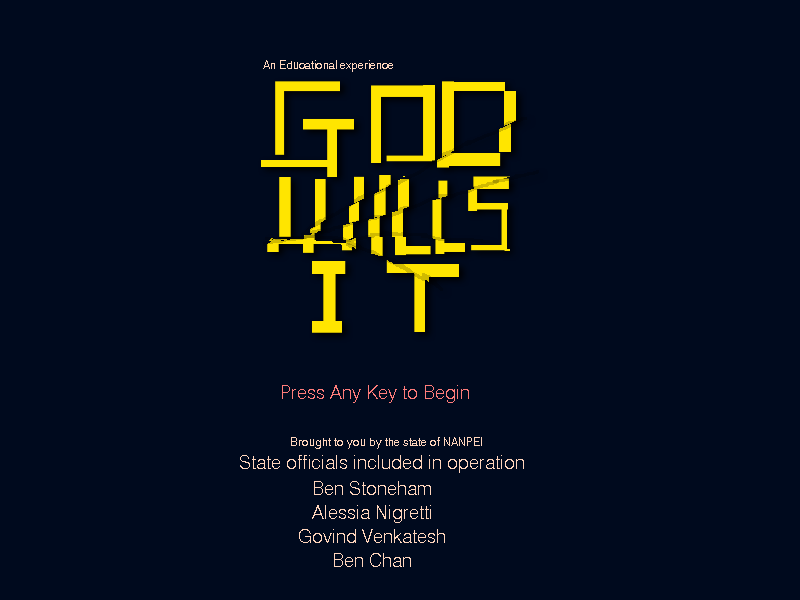 An Educational experience
GOD
WILLS
IT
Press Any Key to Begin
Brought to you by the state of NANPEI
State officials included in operation
Ben Stoneham
Alessia Nigretti
Govind Venkatesh
Ben Chan